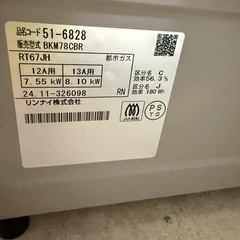 品名コード 51-6828
販売型式 BKM78CBR
RT67JH 都市ガス
12A用 13A用
7.55 kW 8.10 kW
区分名 C
効率56.3%
区分名 J
効率 180 Wh
24.11-326098 RN
リンナイ株式会社
JIA
PS
TG